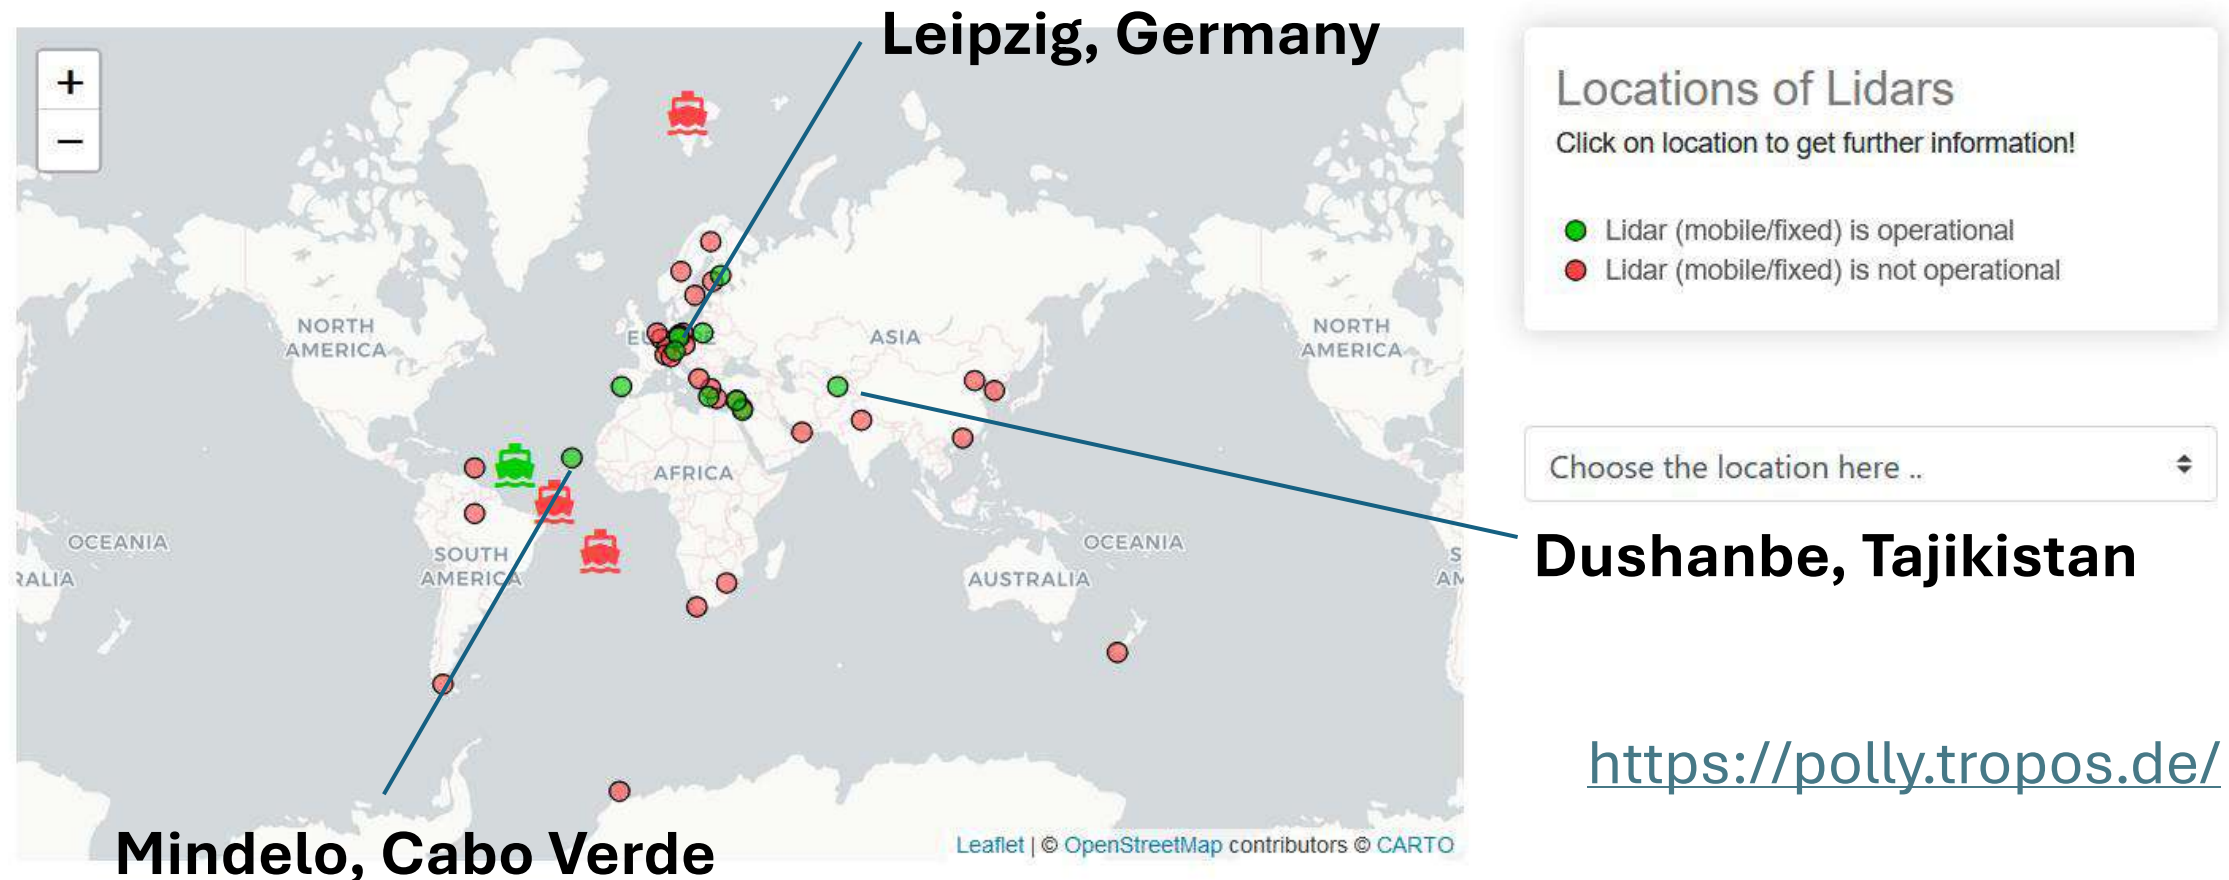 Leipzig, Germany
+
−
Locations of Lidars
Click on location to get further information!
Lidar (mobile/fixed) is operational
Lidar (mobile/fixed) is not operational
NORTH
AMERICA
ASIA
NORTH
AMERICA
AFRICA
Choose the location here ..
OCEANIA
SOUTH
AMERICA
OCEANIA
RALIA
AUSTRALIA
S
AM
Dushanbe, Tajikistan
https://polly.tropos.de/
Mindelo, Cabo Verde
Leaflet | © OpenStreetMap contributors © CARTO